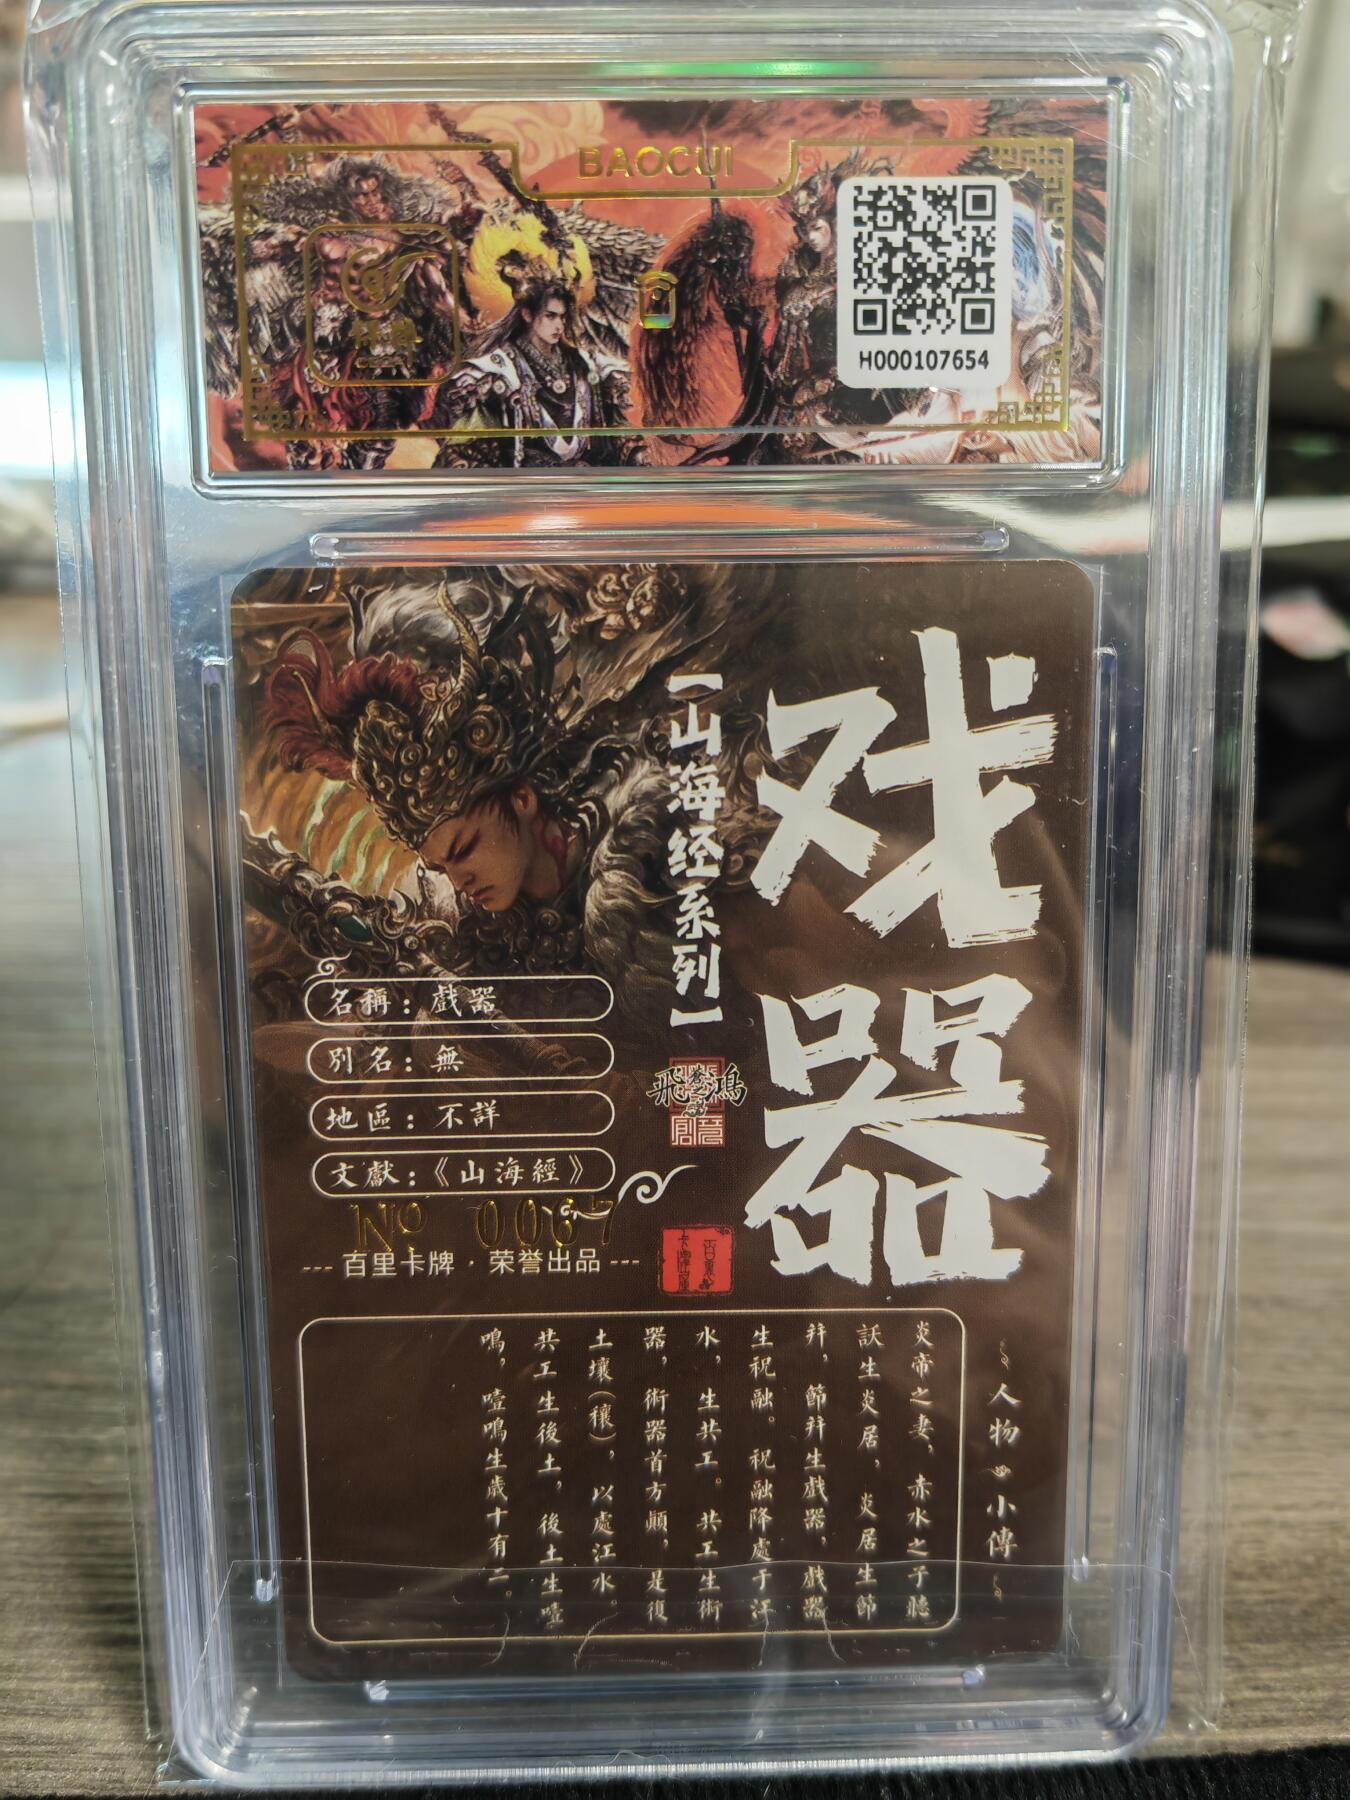 BAOCUI
H000107654
戏器
【山海经系列】
飛鴻
名稱：戲器
別名：無
地區：不詳
文獻：《山海經》
№ 0067
--- 百里卡牌 · 荣誉出品 ---
人物小傳
炎帝之妻，赤水之子聽
訞生炎居，炎居生節
幷，節幷生戲器，戲器
生祝融。祝融降處于江
水，生共工。共工生術
器，術器首方顛，是復
土壤（穰），以處江水。
共工生後土，後土生噎
鳴，噎鳴生歲十有二。